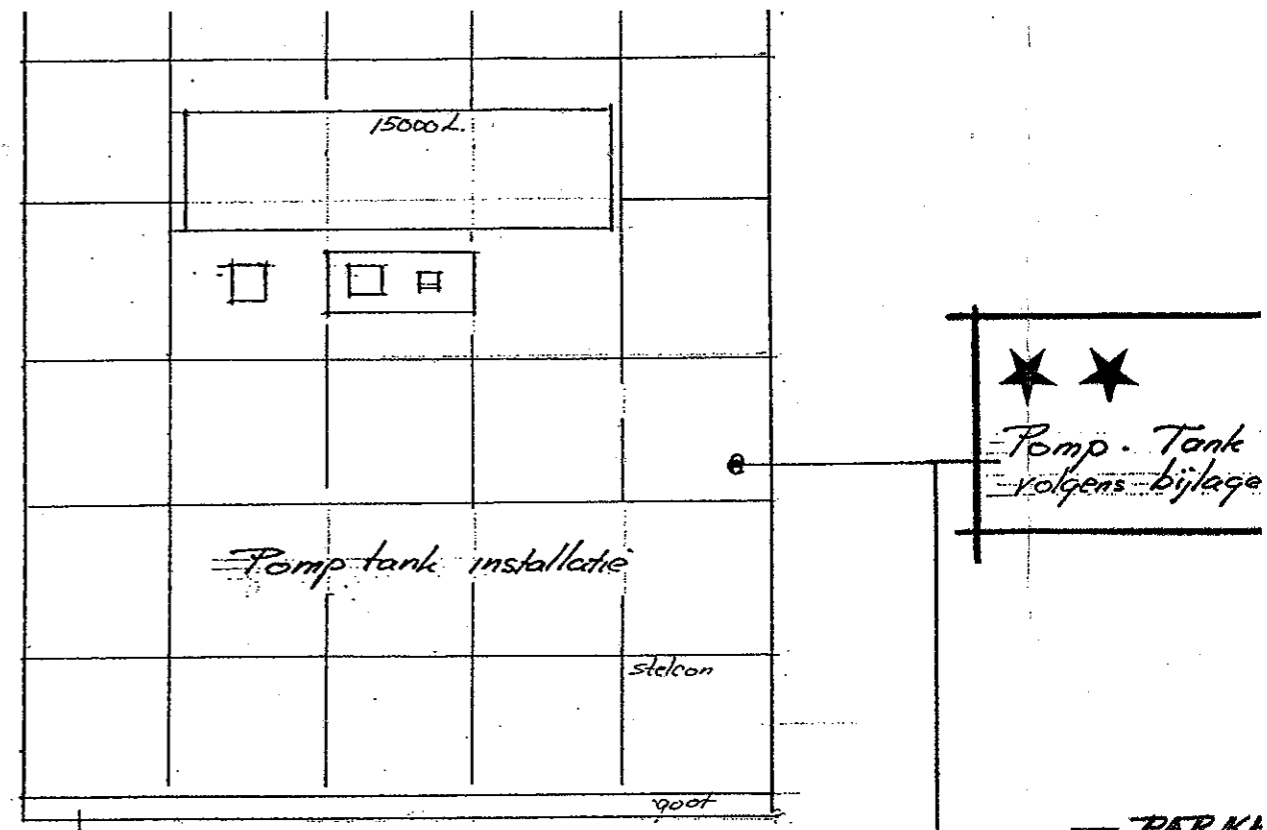 15000L.
Pomp. Tank
volgens bijlage
Pomp tank installatie
stelcon
goot